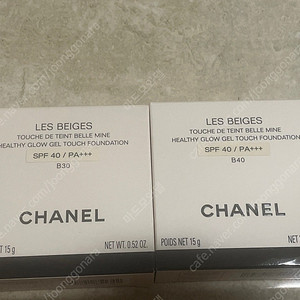 LES BEIGES
TOUCHE DE TEINT BELLE MINE
HEALTHY GLOW GEL TOUCH FOUNDATION
SPF 40 / PA+++
B30
CHANEL
15 g
NET WT. 0.52 OZ.
LES BEIGES
TOUCHE DE TEINT BELLE MINE
HEALTHY GLOW GEL TOUCH FOUNDATION
SPF 40 / PA+++
B40
CHANEL
POIDS NET 15 g